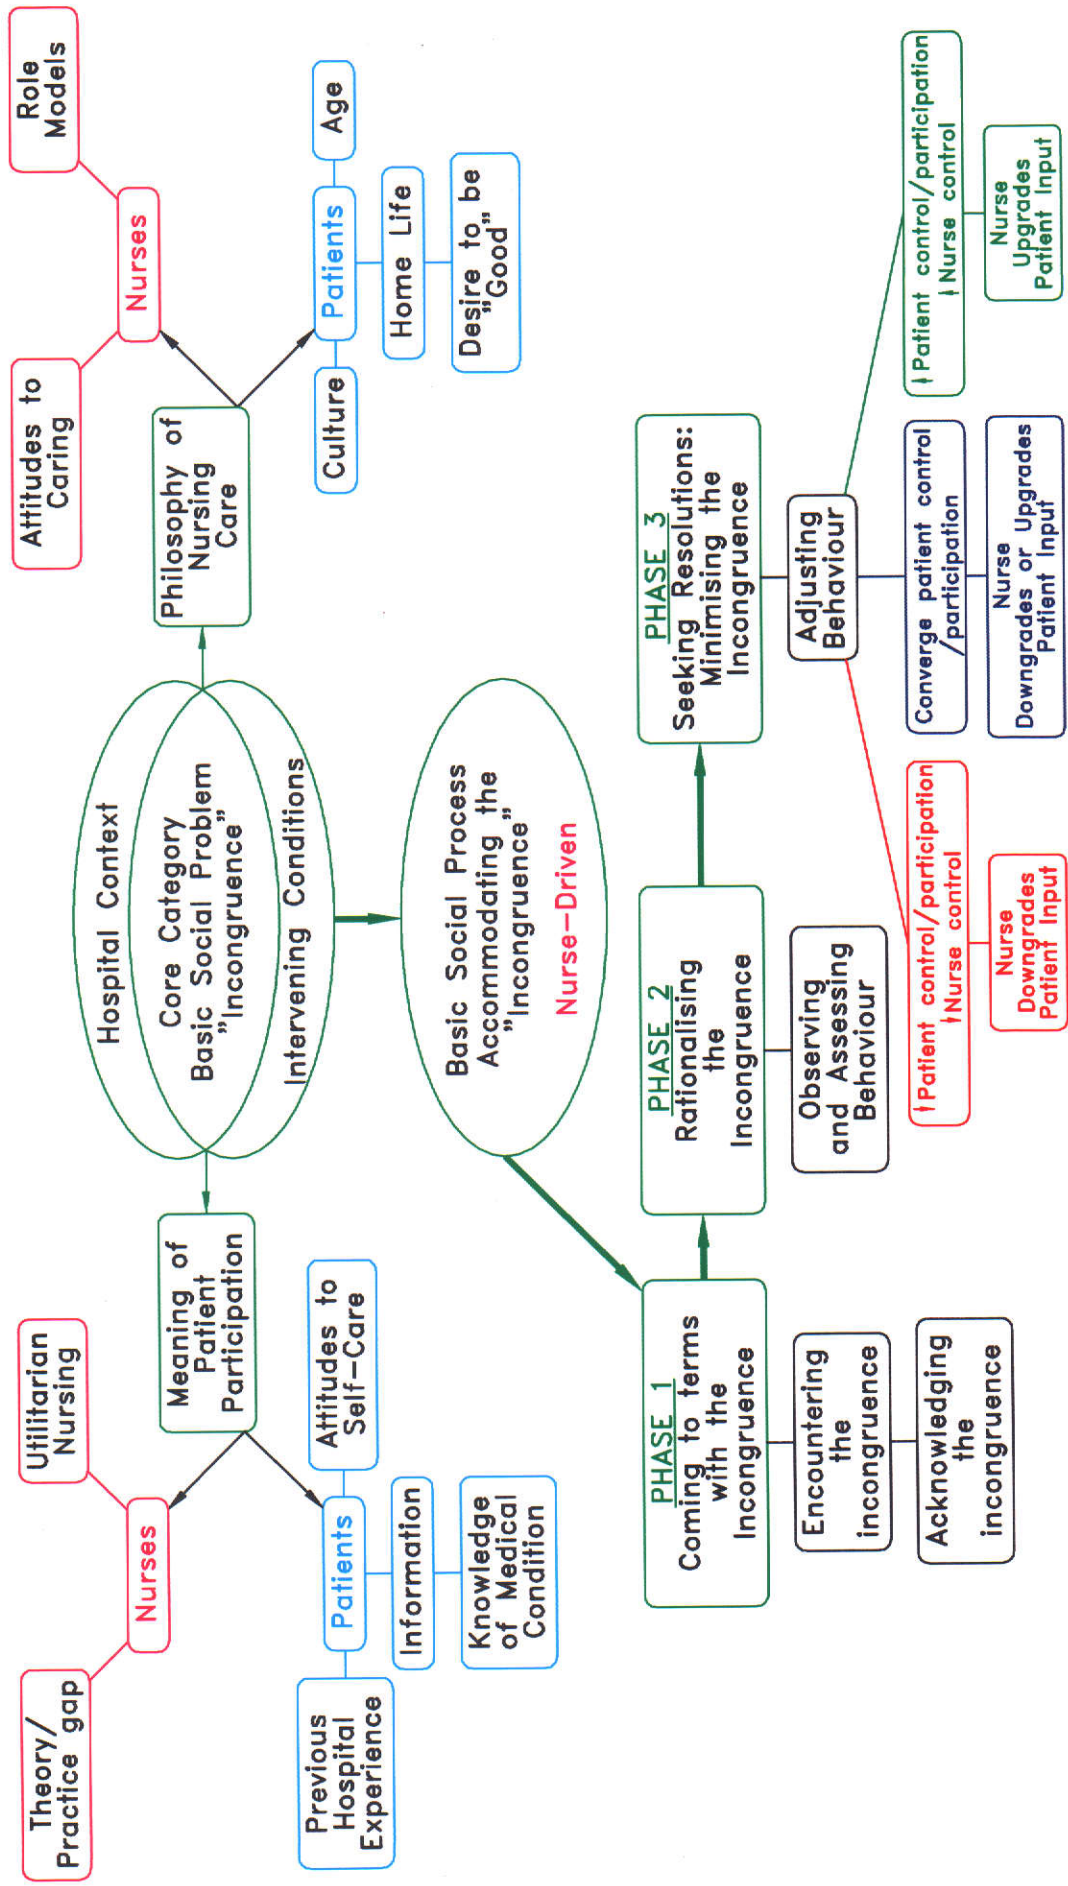 Theory/
Practice gap
Utilitarian
Nursing
Nurses
Attitudes to
Caring
Role
Models
Nurses
Meaning of
Patient
Participation
Hospital Context
Core Category
Basic Social Problem
”Incongruence”
Intervening Conditions
Philosophy of
Nursing
Care
Previous
Hospital
Experience
Patients
Attitudes to
Self-Care
Information
Knowledge
of Medical
Condition
Culture
Patients
Age
Home Life
Desire to be
”Good”
Basic Social Process
Accommodating the
”Incongruence”
Nurse-Driven
PHASE 1
Coming to terms
with the
Incongruence
Encountering
the
incongruence
Acknowledging
the
incongruence
PHASE 2
Rationalising
the
Incongruence
Observing
and Assessing
Behaviour
PHASE 3
Seeking Resolutions:
Minimising the
Incongruence
Adjusting
Behaviour
Patient control/participation
Nurse control
Nurse
Downgrades
Patient Input
Converge patient control
/participation
Nurse
Downgrades or Upgrades
Patient Input
Patient control/participation
Nurse control
Nurse
Upgrades
Patient Input